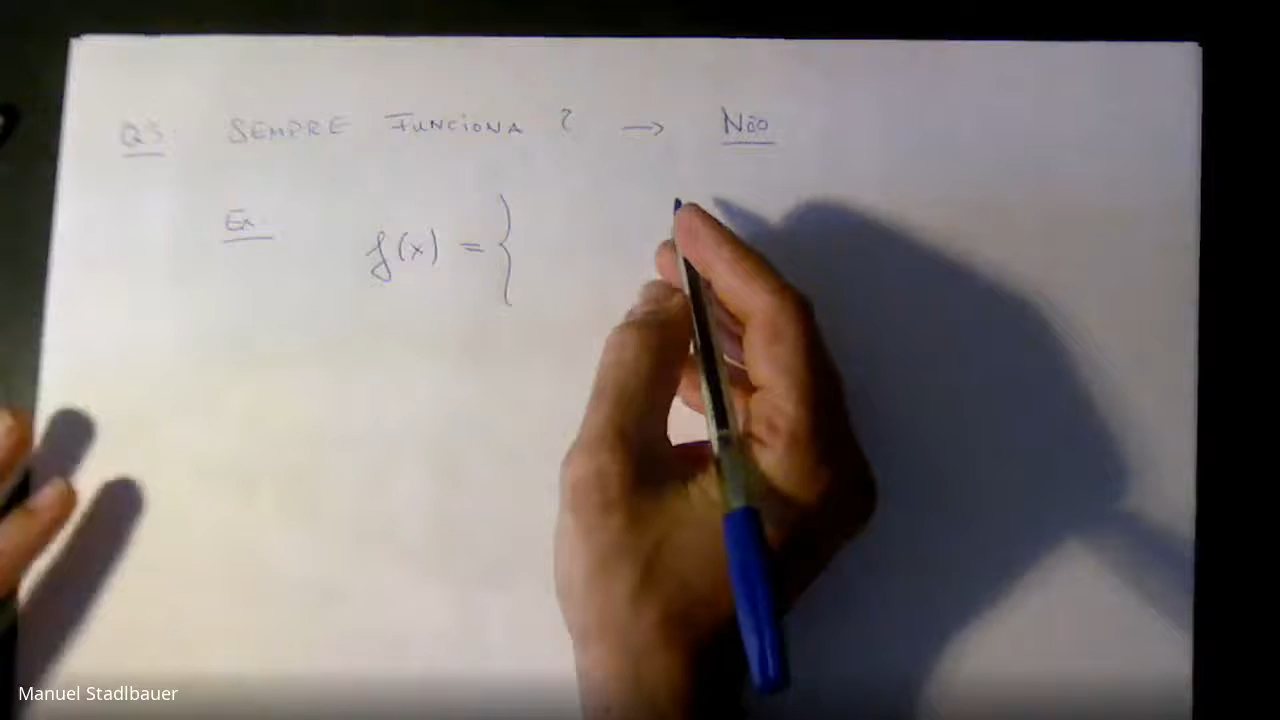 Q3: SEMPRE FUNCIONA ? → Não
Ex. f(x) = {
Manuel Stadlbauer